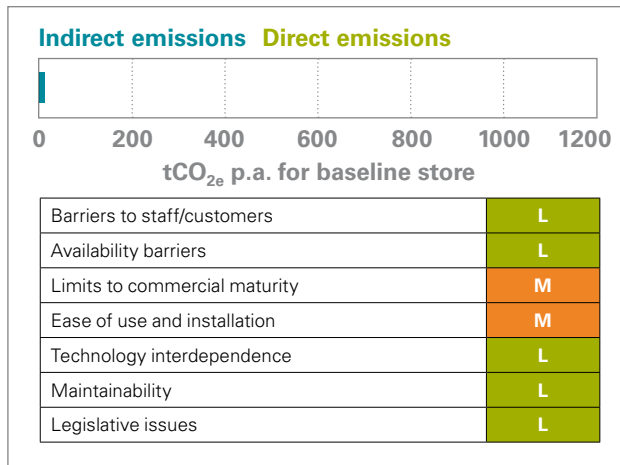 Indirect emissions Direct emissions
0 200 400 600 800 1000 1200
tCO2e p.a. for baseline store
Barriers to staff/customers L
Availability barriers L
Limits to commercial maturity M
Ease of use and installation M
Technology interdependence L
Maintainability L
Legislative issues L